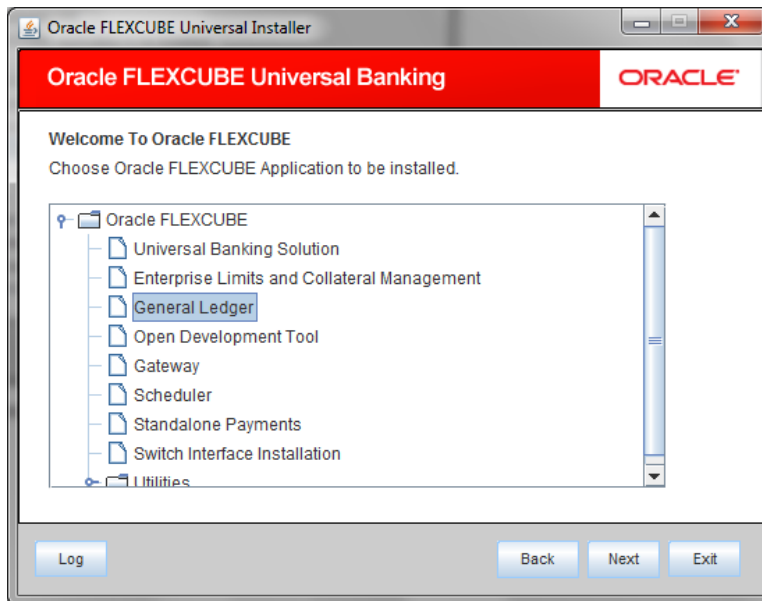 Oracle FLEXCUBE Universal Installer
Oracle FLEXCUBE Universal Banking
ORACLE
Welcome To Oracle FLEXCUBE
Choose Oracle FLEXCUBE Application to be installed.
Oracle FLEXCUBE
Universal Banking Solution
Enterprise Limits and Collateral Management
General Ledger
Open Development Tool
Gateway
Scheduler
Standalone Payments
Switch Interface Installation
Utilities
Log Back Next Exit